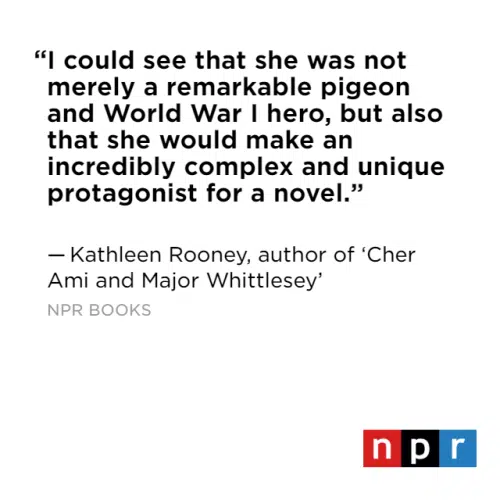 “I could see that she was not
merely a remarkable pigeon
and World War I hero, but also
that she would make an
incredibly complex and unique
protagonist for a novel.”
— Kathleen Rooney, author of ‘Cher
Ami and Major Whittlesey’
NPR BOOKS
npr